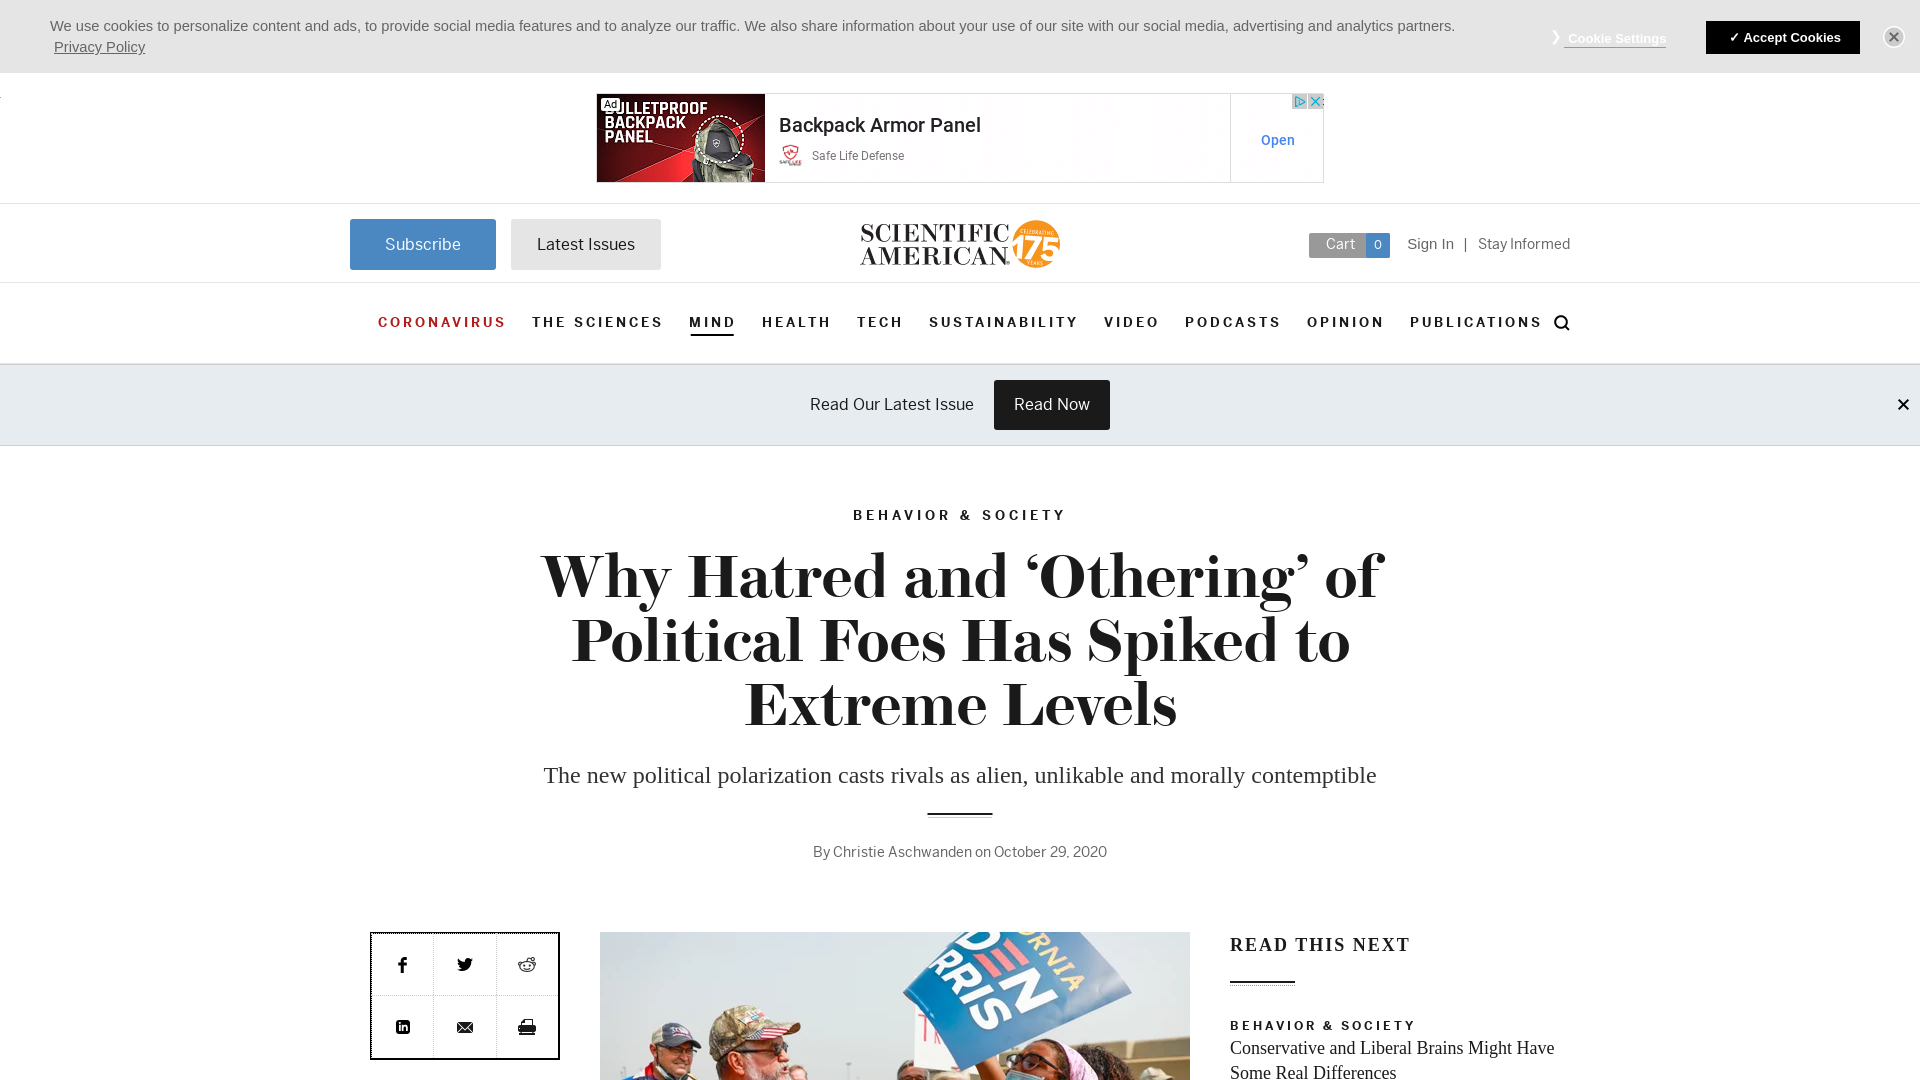 We use cookies to personalize content and ads, to provide social media features and to analyze our traffic. We also share information about your use of our site with our social media, advertising and analytics partners.
Privacy Policy
❯ Cookie Settings
✓ Accept Cookies
Ad
BULLETPROOF
BACKPACK
PANEL
Backpack Armor Panel
Safe Life Defense
Open
Subscribe
Latest Issues
SCIENTIFIC
AMERICAN
CELEBRATING
175
YEARS
Cart 0
Sign In | Stay Informed
CORONAVIRUS THE SCIENCES MIND HEALTH TECH SUSTAINABILITY VIDEO PODCASTS OPINION PUBLICATIONS
Read Our Latest Issue
Read Now
BEHAVIOR & SOCIETY
Why Hatred and ‘Othering’ of
Political Foes Has Spiked to
Extreme Levels
The new political polarization casts rivals as alien, unlikable and morally contemptible
By Christie Aschwanden on October 29, 2020
READ THIS NEXT
BEHAVIOR & SOCIETY
Conservative and Liberal Brains Might Have
Some Real Differences